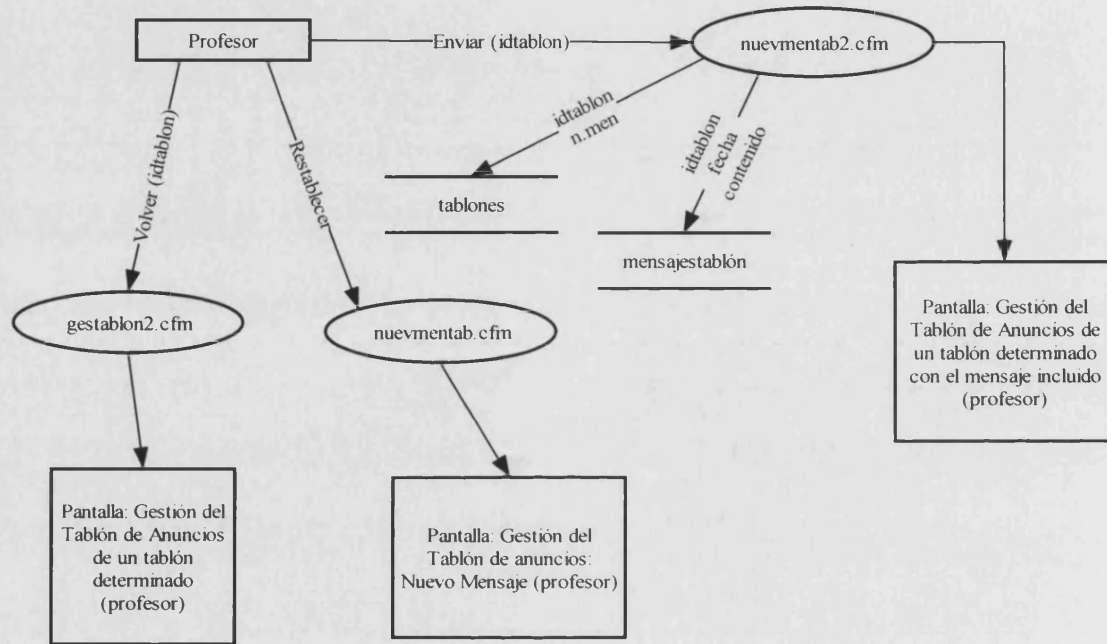 Profesor
Enviar (idtablon)
nuevmentab2.cfm
idtablon
n.men
idtablon
fecha
contenido
Volver (idtablon)
Restablecer
tablones
mensajestablón
gestablon2.cfm
nuevmentab.cfm
Pantalla: Gestión del
Tablón de Anuncios de
un tablón determinado
con el mensaje incluido
(profesor)
Pantalla: Gestión del
Tablón de Anuncios
de un tablón
determinado
(profesor)
Pantalla: Gestión del
Tablón de anuncios:
Nuevo Mensaje (profesor)